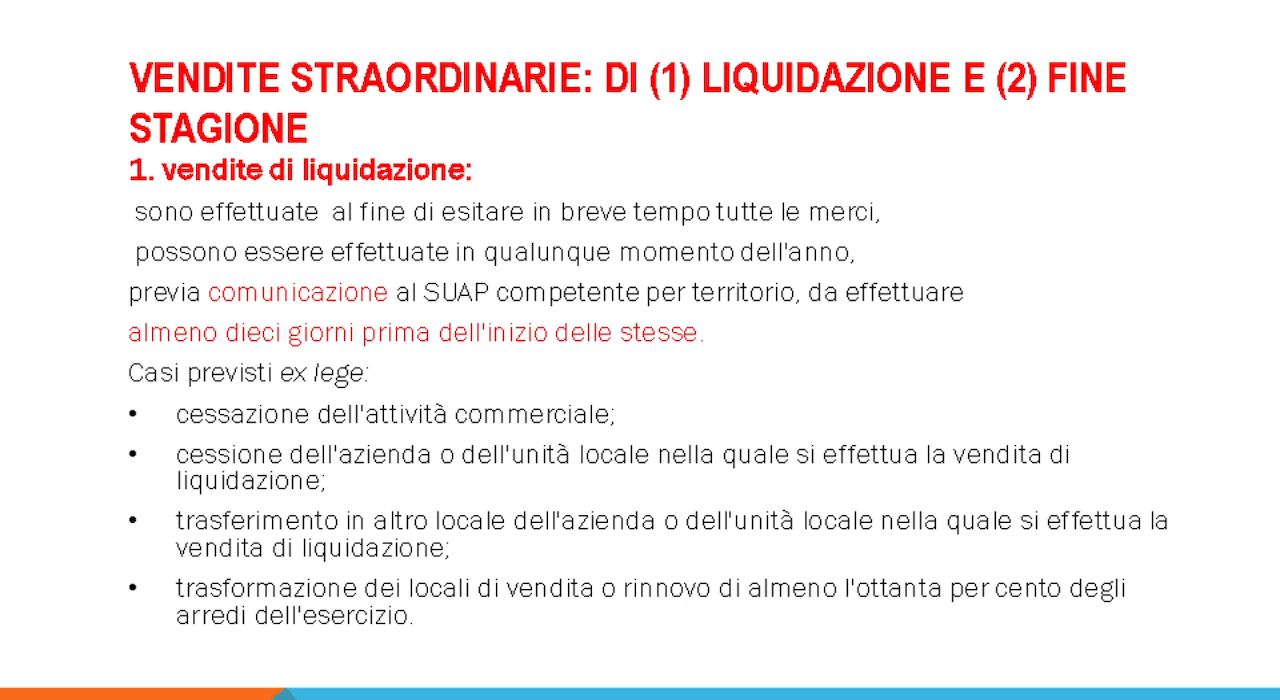 VENDITE STRAORDINARIE: DI (1) LIQUIDAZIONE E (2) FINE
STAGIONE
1. vendite di liquidazione:
sono effettuate al fine di esitare in breve tempo tutte le merci,
possono essere effettuate in qualunque momento dell'anno,
previa comunicazione al SUAP competente per territorio, da effettuare
almeno dieci giorni prima dell'inizio delle stesse.
Casi previsti ex lege:
• cessazione dell'attività commerciale;
• cessione dell'azienda o dell'unità locale nella quale si effettua la vendita di
liquidazione;
• trasferimento in altro locale dell'azienda o dell'unità locale nella quale si effettua la
vendita di liquidazione;
• trasformazione dei locali di vendita o rinnovo di almeno l'ottanta per cento degli
arredi dell'esercizio.